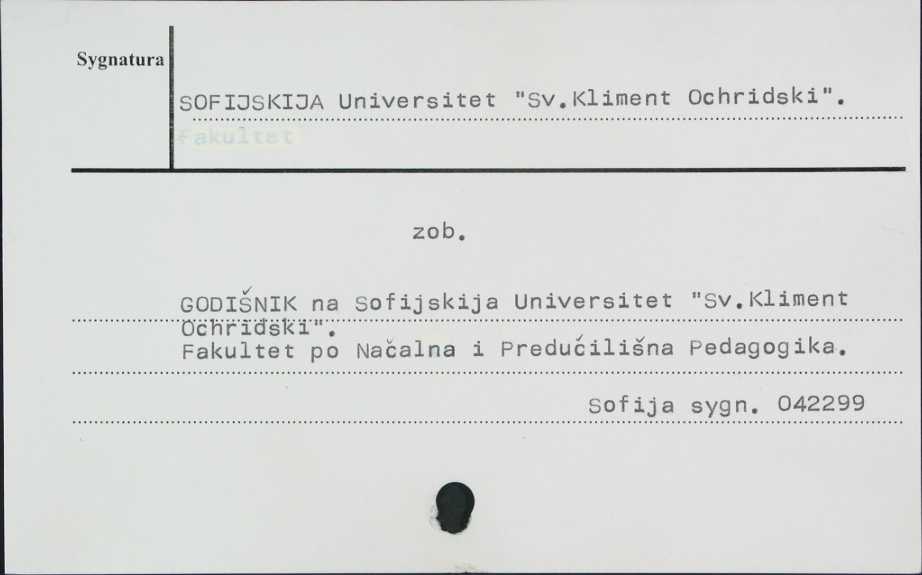 Sygnatura
SOFIJSKIJA Universitet "Sv.Kliment Ochridski".
Fakultet
zob.
GODIŠNIK na Sofijskija Universitet "Sv.Kliment
Ochridski".
Fakultet po Načalna i Predućilišna Pedagogika.
Sofija sygn. 042299